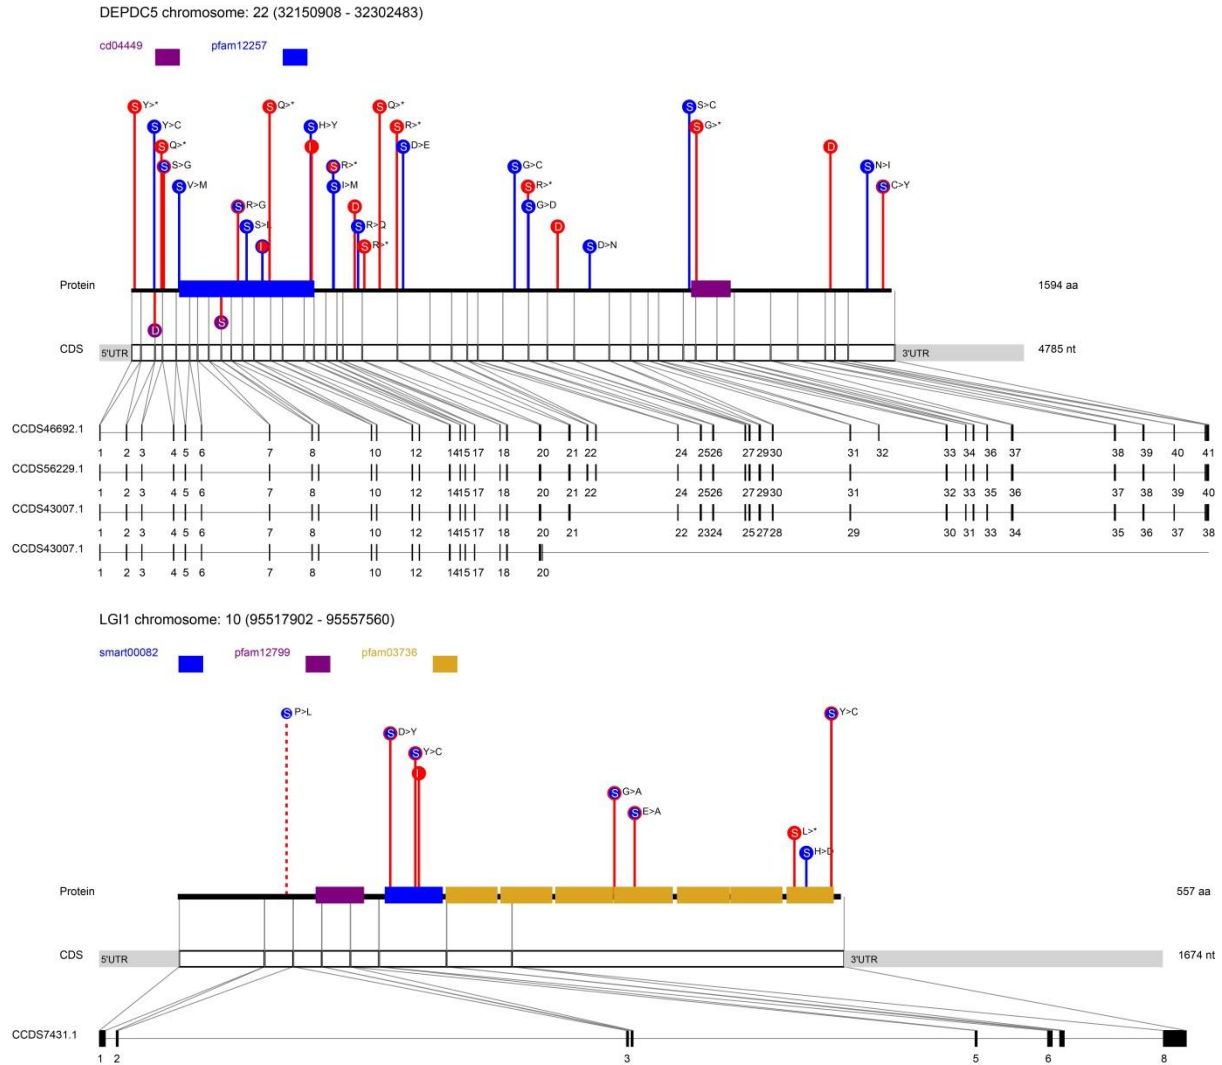 DEPDC5 chromosome: 22 (32150908 - 32302483)
cd04449 pfam12257
S Y>* S Q>* S Q>* S S>C
S Y>C S H>Y S R>* S G>*
S Q>* I S D>E D
S S>G S R>* S G>C S N>I
S V>M S I>M S R>* S C>Y
S R>G D S G>D
S S>L S R>Q D
I S R>* S D>N
Protein 1594 aa
S
D
CDS 5'UTR 3'UTR 4785 nt
CCDS46692.1
1 2 3 4 5 6 7 8 10 12 14 15 17 18 20 21 22 24 25 26 27 29 30 31 32 33 34 36 37 38 39 40 41
CCDS56229.1
1 2 3 4 5 6 7 8 10 12 14 15 17 18 20 21 22 24 25 26 27 29 30 31 32 33 35 36 37 38 39 40
CCDS43007.1
1 2 3 4 5 6 7 8 10 12 14 15 17 18 20 21 22 23 24 25 27 28 29 30 31 33 34 35 36 37 38
CCDS43007.1
1 2 3 4 5 6 7 8 10 12 14 15 17 18 20
LGI1 chromosome: 10 (95517902 - 95557560)
smart00082 pfam12799 pfam03736
S P>L S Y>C
S D>Y
S Y>C
I
S G>A
S E>A
S L>*
S H>D
Protein 557 aa
CDS 5'UTR 3'UTR 1674 nt
CCDS7431.1
1 2 3 5 6 8